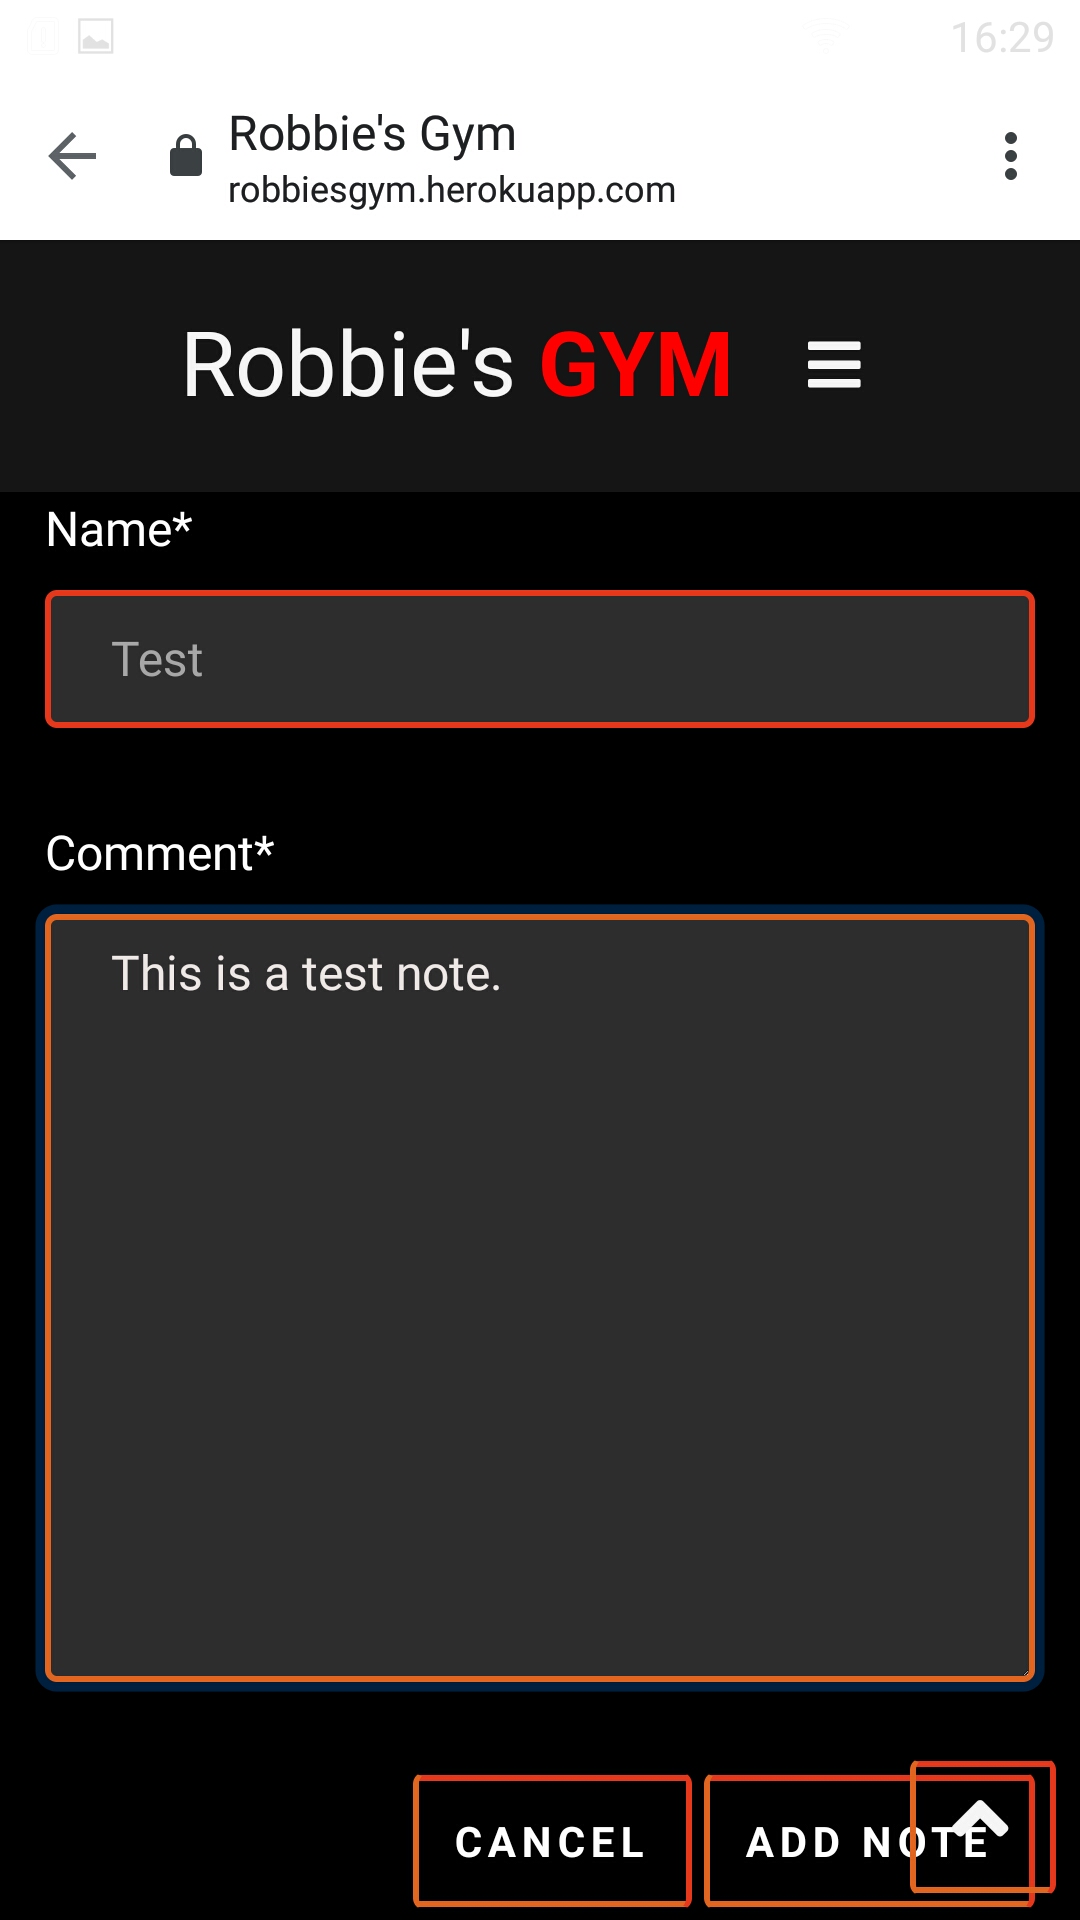 16:29
Robbie's Gym
robbiesgym.herokuapp.com
Robbie's GYM
Name*
Test
Comment*
This is a test note.
CANCEL
ADD NOTE